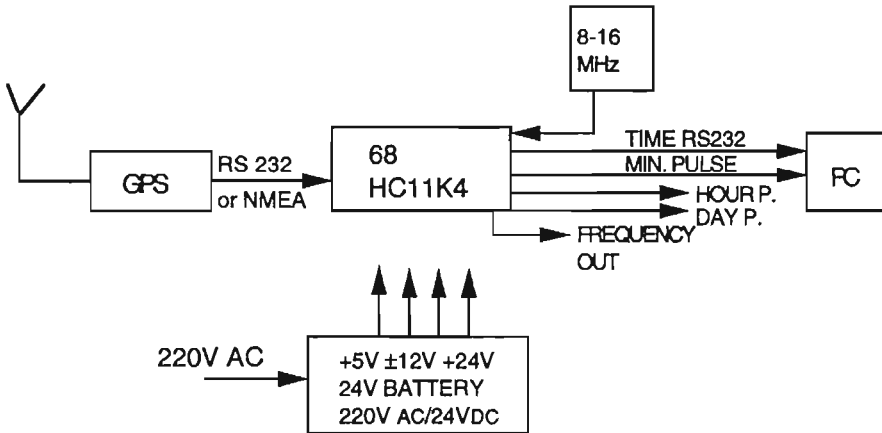 8-16
MHz
TIME RS232
MIN. PULSE
HOUR P.
DAY P.
FREQUENCY
OUT
PC
68
HC11K4
RS 232
or NMEA
GPS
220V AC
+5V ±12V +24V
24V BATTERY
220V AC/24VDC